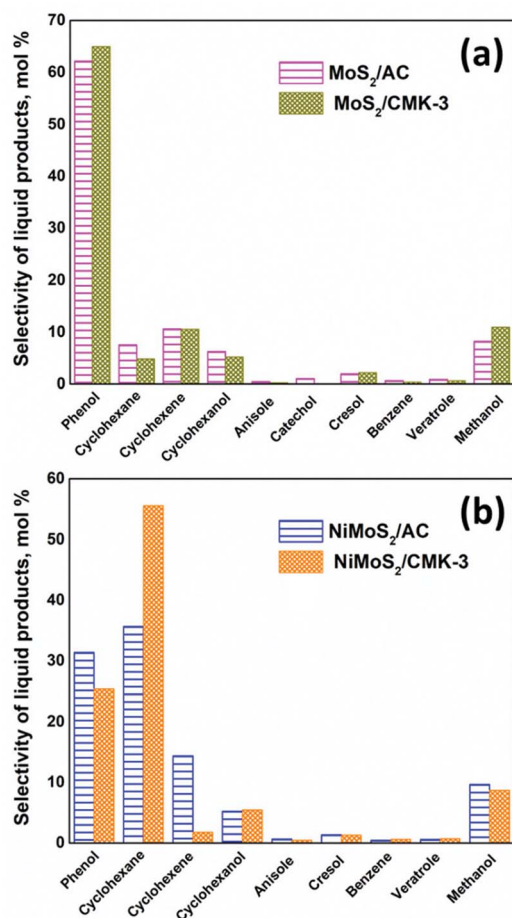 (a)
MoS2/AC
MoS2/CMK-3
Selectivity of liquid products, mol %
70
60
50
40
30
20
10
0
Phenol
Cyclohexane
Cyclohexene
Cyclohexanol
Anisole
Catechol
Cresol
Benzene
Veratrole
Methanol
(b)
NiMoS2/AC
NiMoS2/CMK-3
Selectivity of liquid products, mol %
60
50
40
30
20
10
0
Phenol
Cyclohexane
Cyclohexene
Cyclohexanol
Anisole
Cresol
Benzene
Veratrole
Methanol